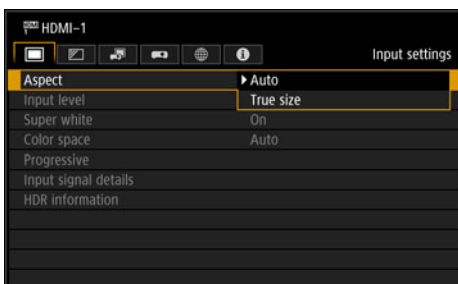 HDMI-1
Input settings
Aspect Auto
Input level True size
Super white On
Color space Auto
Progressive
Input signal details
HDR information